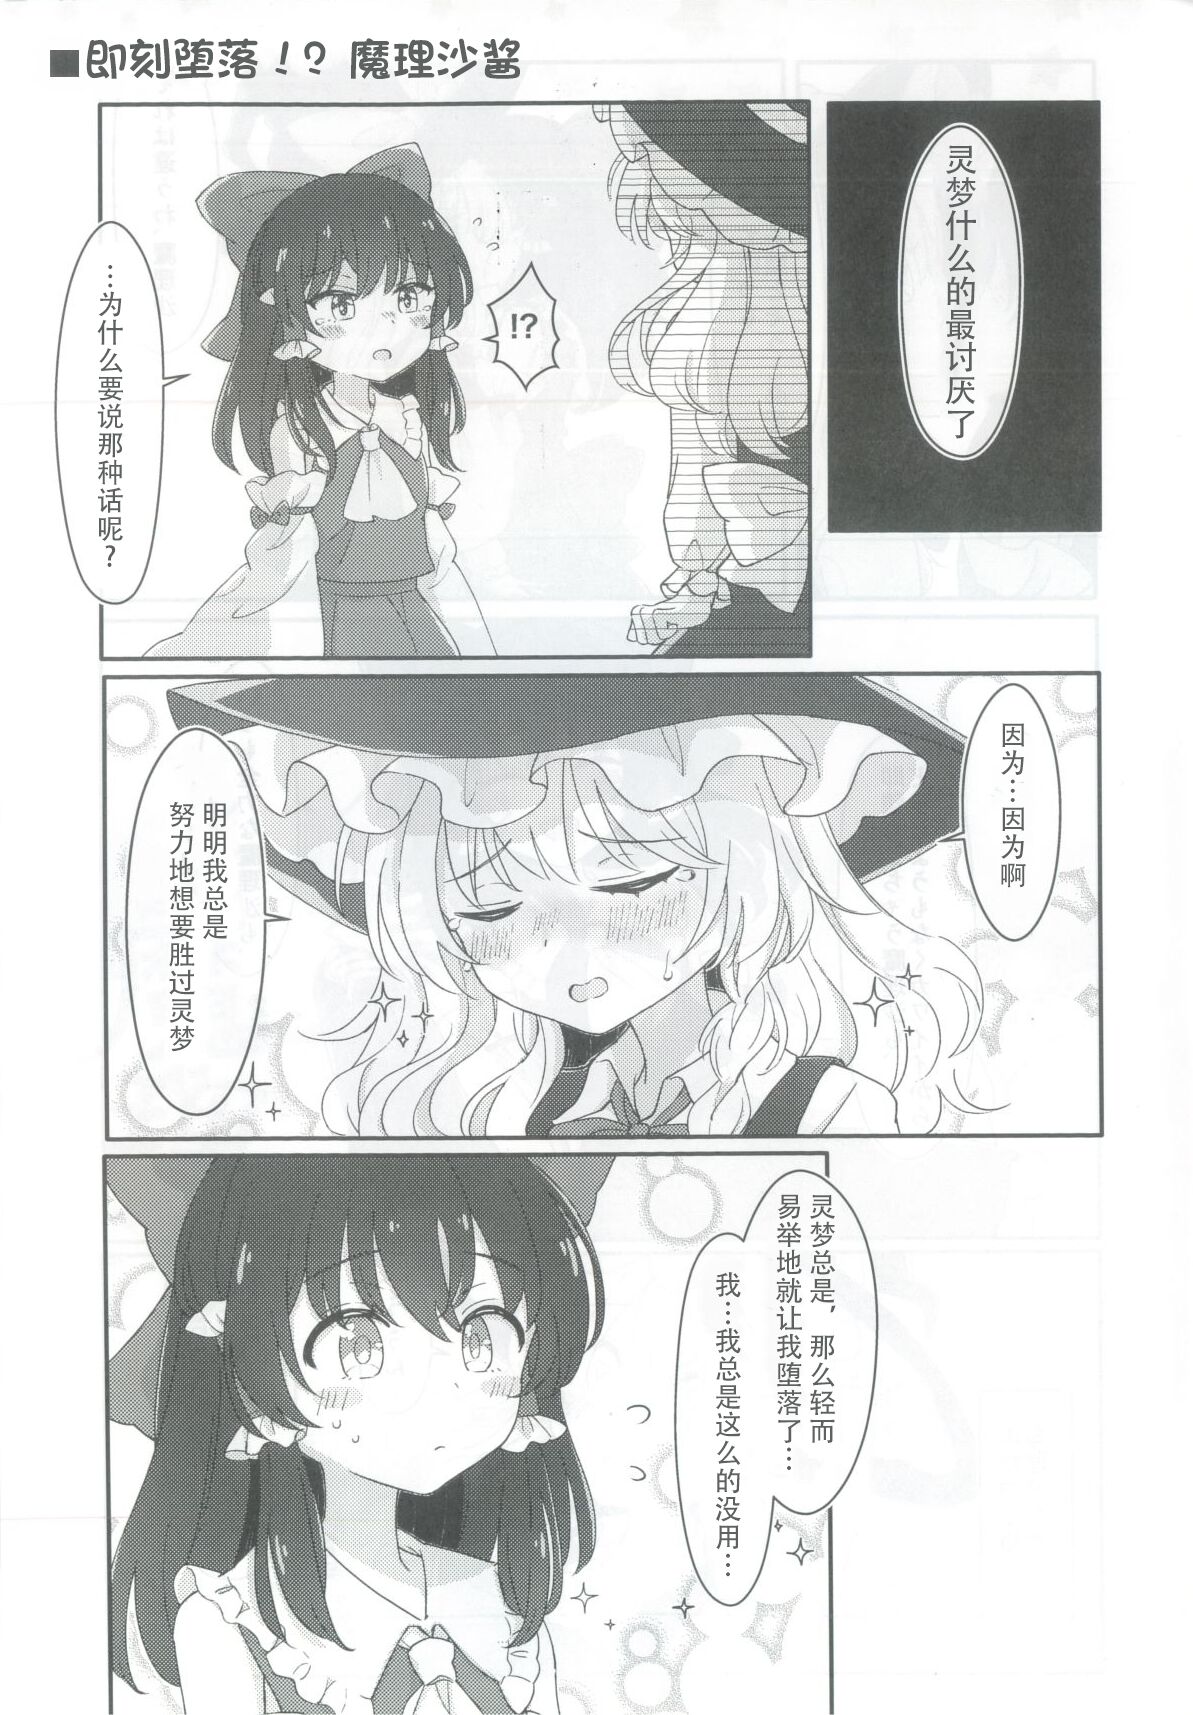 ■即刻堕落！？ 魔理沙酱
灵梦什么的最讨厌了
!?
…为什么要说那种话呢？
因为…因为啊
明明我总是
努力地想要胜过灵梦
灵梦总是，那么轻而
易举地就让我堕落了…
我…我总是这么的没用…